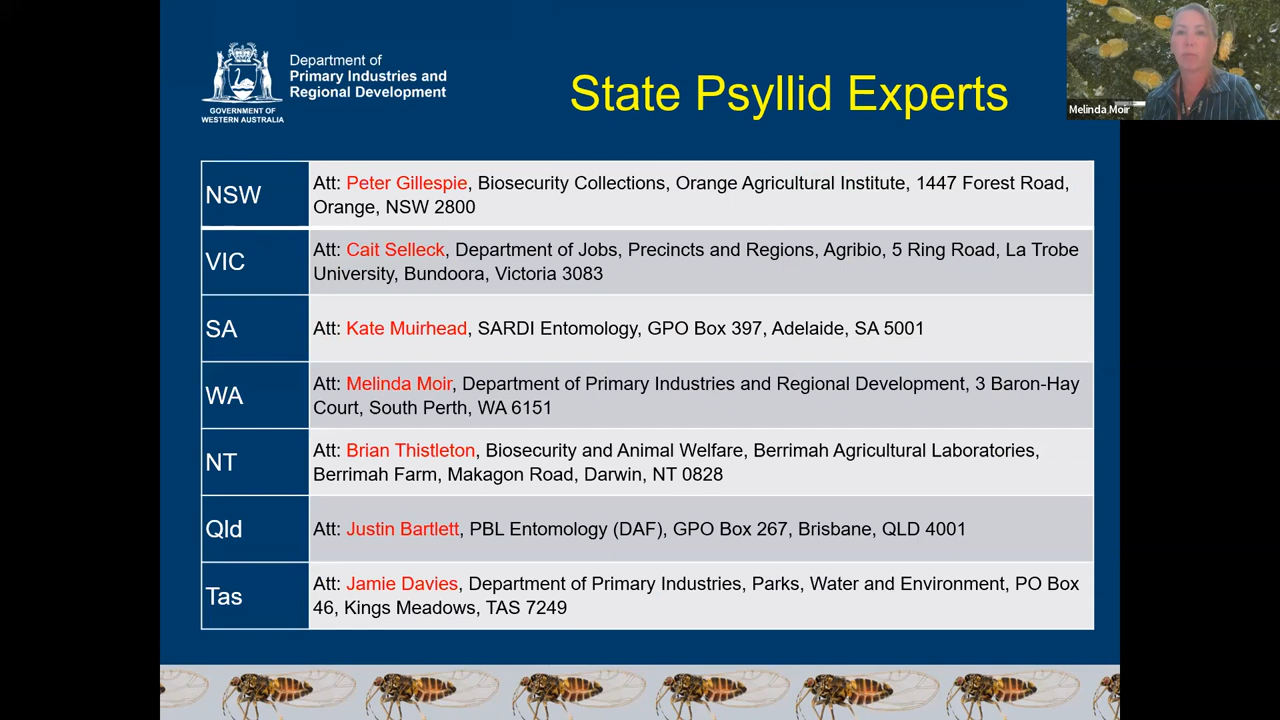 Department of
Primary Industries and
Regional Development
GOVERNMENT OF
WESTERN AUSTRALIA
State Psyllid Experts
Melinda Moir
NSW
Att: Peter Gillespie, Biosecurity Collections, Orange Agricultural Institute, 1447 Forest Road,
Orange, NSW 2800
VIC
Att: Cait Selleck, Department of Jobs, Precincts and Regions, Agribio, 5 Ring Road, La Trobe
University, Bundoora, Victoria 3083
SA
Att: Kate Muirhead, SARDI Entomology, GPO Box 397, Adelaide, SA 5001
WA
Att: Melinda Moir, Department of Primary Industries and Regional Development, 3 Baron-Hay
Court, South Perth, WA 6151
NT
Att: Brian Thistleton, Biosecurity and Animal Welfare, Berrimah Agricultural Laboratories,
Berrimah Farm, Makagon Road, Darwin, NT 0828
Qld
Att: Justin Bartlett, PBL Entomology (DAF), GPO Box 267, Brisbane, QLD 4001
Tas
Att: Jamie Davies, Department of Primary Industries, Parks, Water and Environment, PO Box
46, Kings Meadows, TAS 7249